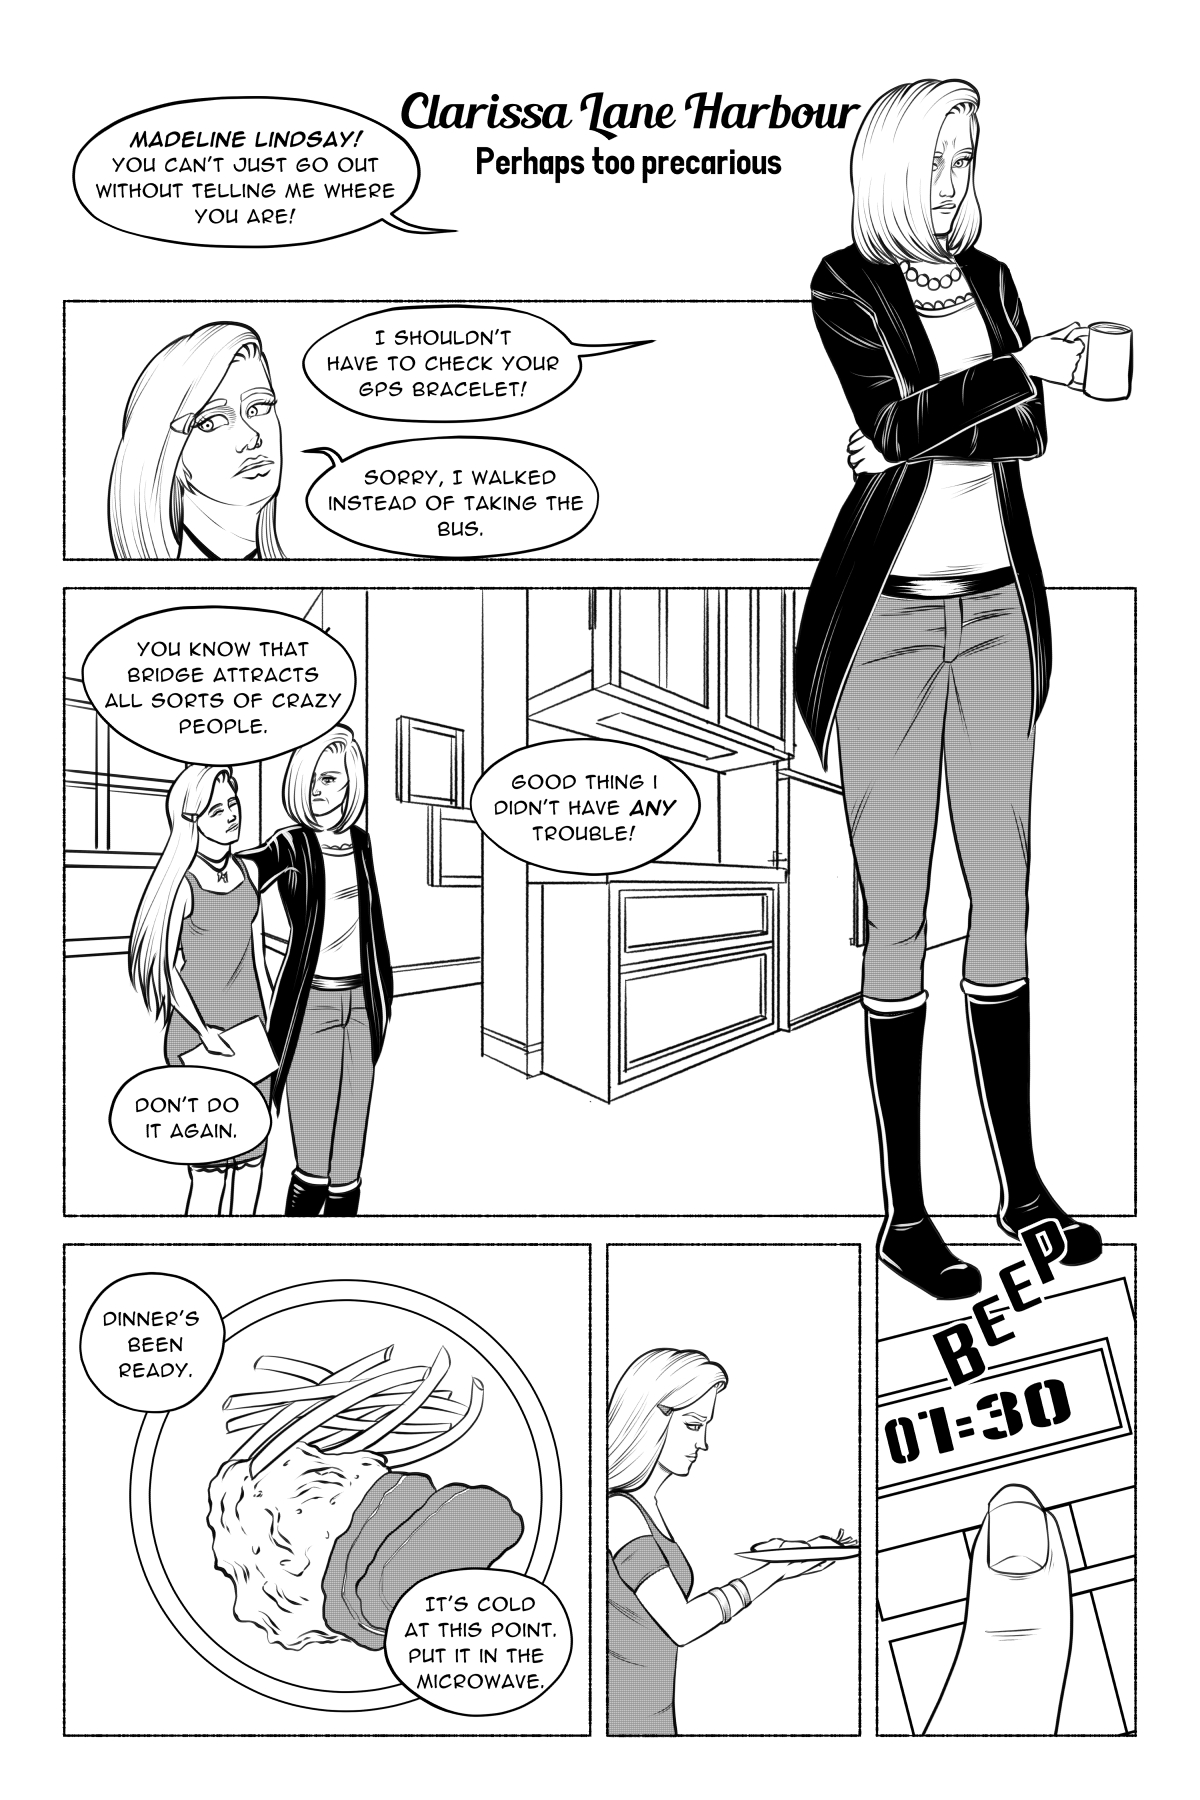 Clarissa Lane Harbour
Perhaps too precarious
MADELINE LINDSAY!
YOU CAN'T JUST GO OUT
WITHOUT TELLING ME WHERE
YOU ARE!
I SHOULDN'T
HAVE TO CHECK YOUR
GPS BRACELET!
SORRY, I WALKED
INSTEAD OF TAKING THE
BUS.
YOU KNOW THAT
BRIDGE ATTRACTS
ALL SORTS OF CRAZY
PEOPLE.
GOOD THING I
DIDN'T HAVE ANY
TROUBLE!
DON'T DO
IT AGAIN.
DINNER'S
BEEN
READY.
IT'S COLD
AT THIS POINT.
PUT IT IN THE
MICROWAVE.
BEEP
01:30